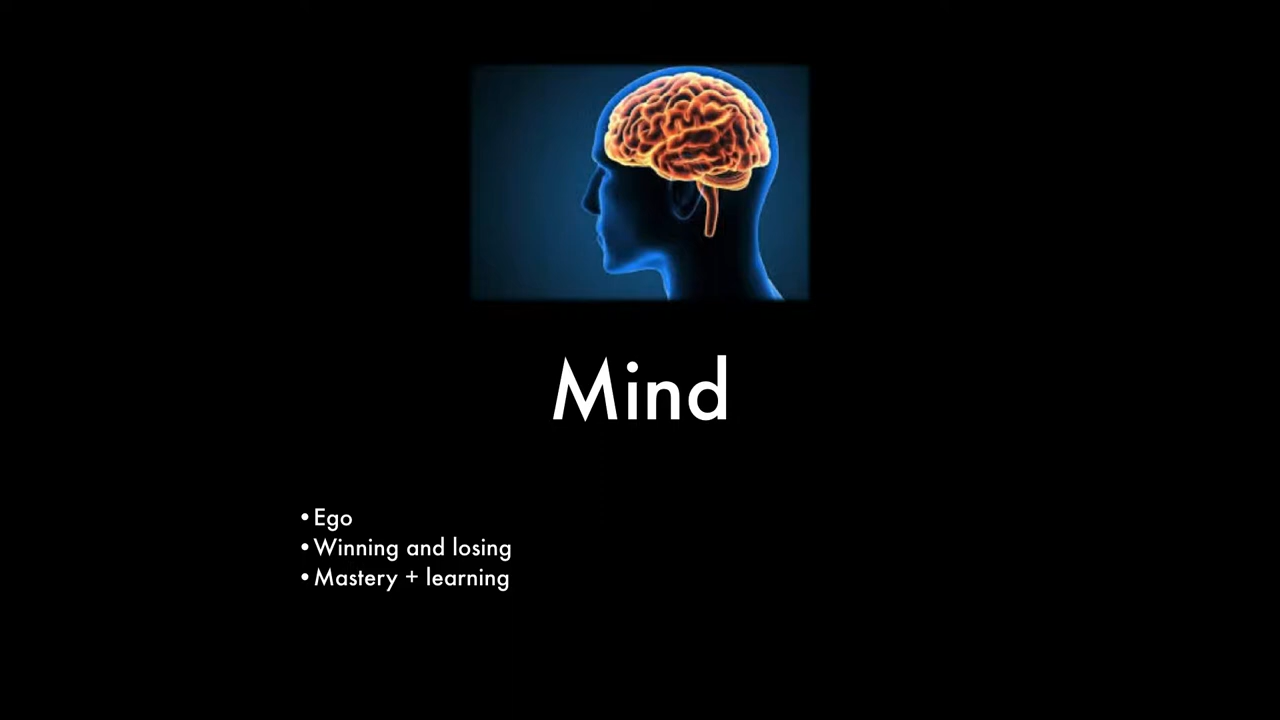 Mind
•Ego
•Winning and losing
•Mastery + learning